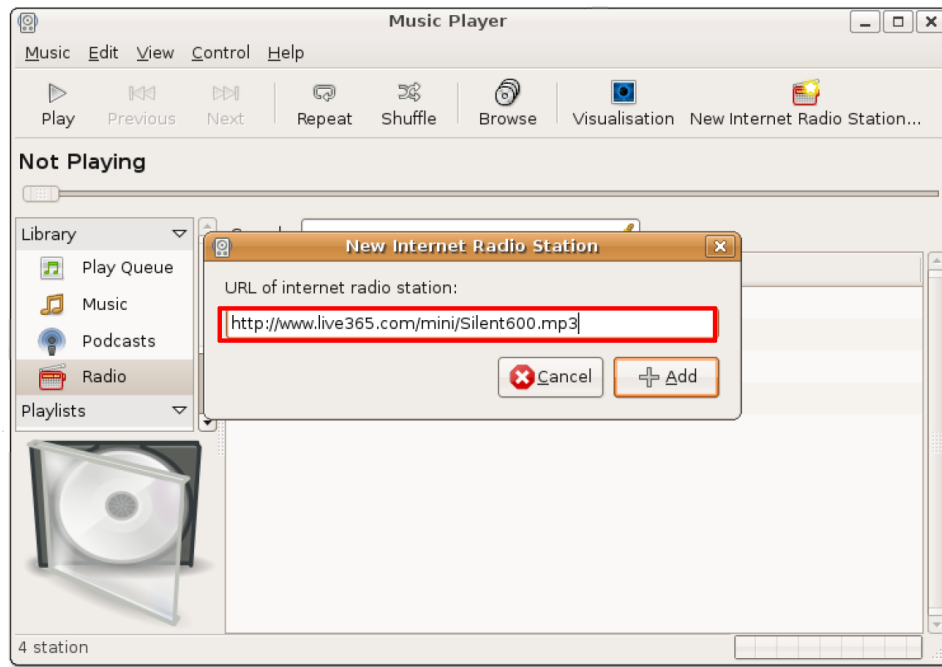 Music Player
Music Edit View Control Help
Play Previous Next Repeat Shuffle Browse Visualisation New Internet Radio Station...
Not Playing
Library
Play Queue
Music
Podcasts
Radio
Playlists
New Internet Radio Station
URL of internet radio station:
http://www.live365.com/mini/Silent600.mp3
Cancel Add
4 station